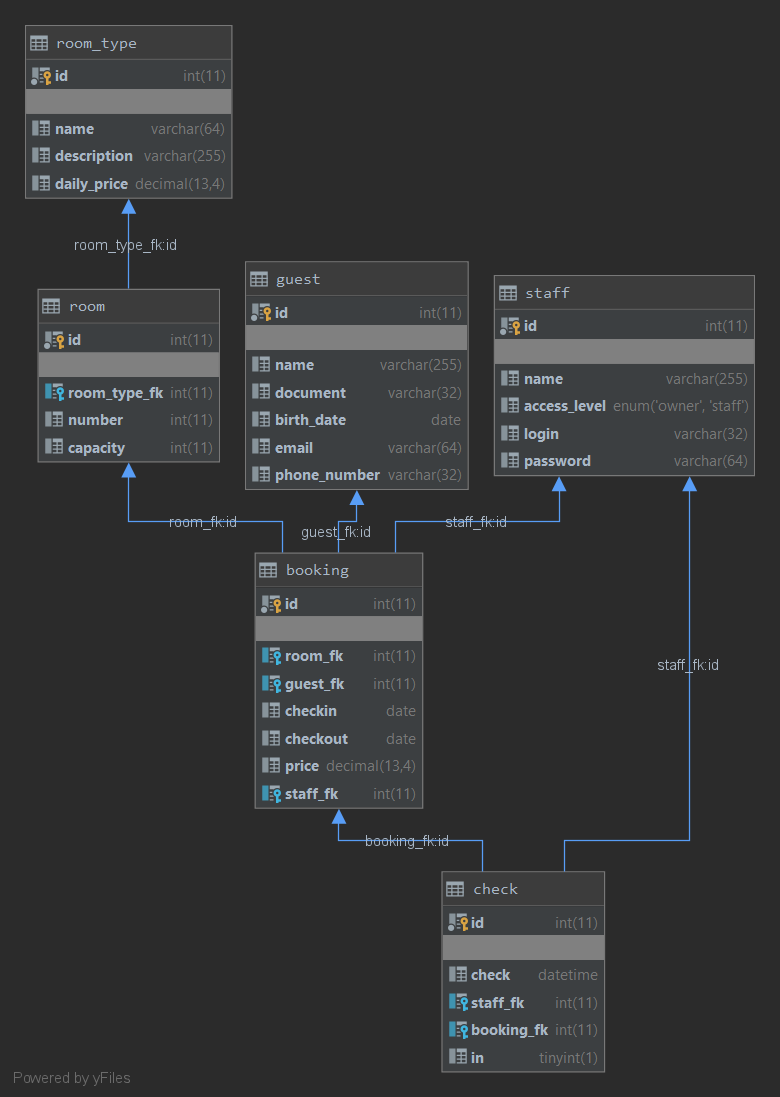 room_type
id int(11)
name varchar(64)
description varchar(255)
daily_price decimal(13,4)
room_type_fk:id
room
id int(11)
room_type_fk int(11)
number int(11)
capacity int(11)
guest
id int(11)
name varchar(255)
document varchar(32)
birth_date date
email varchar(64)
phone_number varchar(32)
staff
id int(11)
name varchar(255)
access_level enum('owner', 'staff')
login varchar(32)
password varchar(64)
room_fk:id
guest_fk:id
staff_fk:id
booking
id int(11)
room_fk int(11)
guest_fk int(11)
checkin date
checkout date
price decimal(13,4)
staff_fk int(11)
staff_fk:id
booking_fk:id
check
id int(11)
check datetime
staff_fk int(11)
booking_fk int(11)
in tinyint(1)
Powered by yFiles